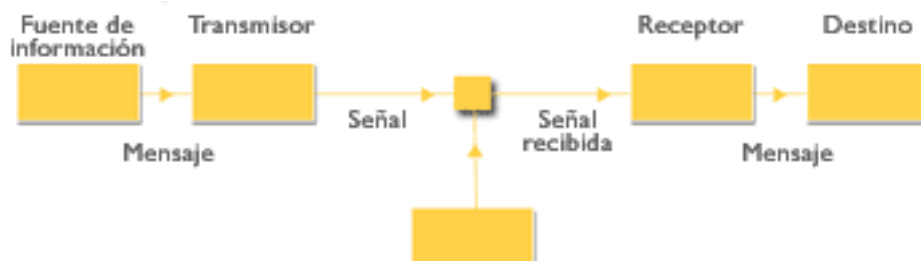 Fuente de
información
Transmisor
Receptor
Destino
Señal
Señal
recibida
Mensaje
Mensaje